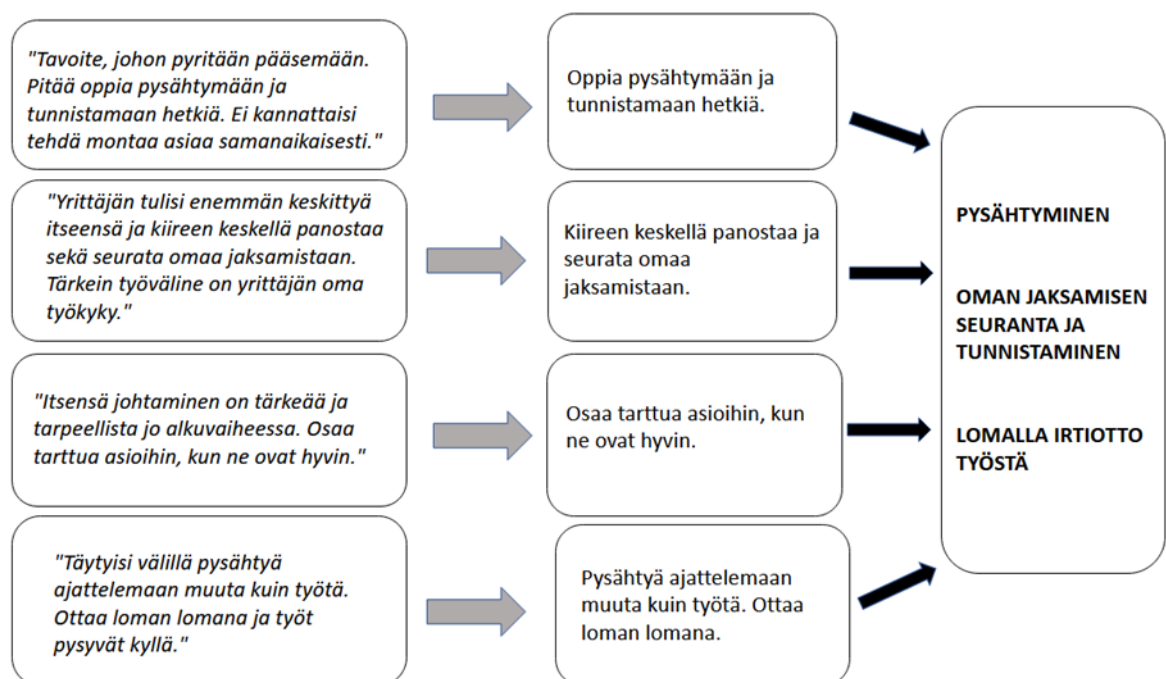 "Tavoite, johon pyritään pääsemään.
Pitää oppia pysähtymään ja
tunnistamaan hetkiä. Ei kannattaisi
tehdä montaa asiaa samanaikaisesti."
Oppia pysähtymään ja
tunnistamaan hetkiä.
"Yrittäjän tulisi enemmän keskittyä
itseensä ja kiireen keskellä panostaa
sekä seurata omaa jaksamistaan.
Tärkein työväline on yrittäjän oma
työkyky."
Kiireen keskellä panostaa ja
seurata omaa
jaksamistaan.
"Itsensä johtaminen on tärkeää ja
tarpeellista jo alkuvaiheessa. Osaa
tarttua asioihin, kun ne ovat hyvin."
Osaa tarttua asioihin, kun
ne ovat hyvin.
"Täytyisi välillä pysähtyä
ajattelemaan muuta kuin työtä.
Ottaa loman lomana ja työt
pysyvät kyllä."
Pysähtyä ajattelemaan
muuta kuin työtä. Ottaa
loman lomana.
PYSÄHTYMINEN
OMAN JAKSAMISEN
SEURANTA JA
TUNNISTAMINEN
LOMALLA IRTIOTTO
TYÖSTÄ